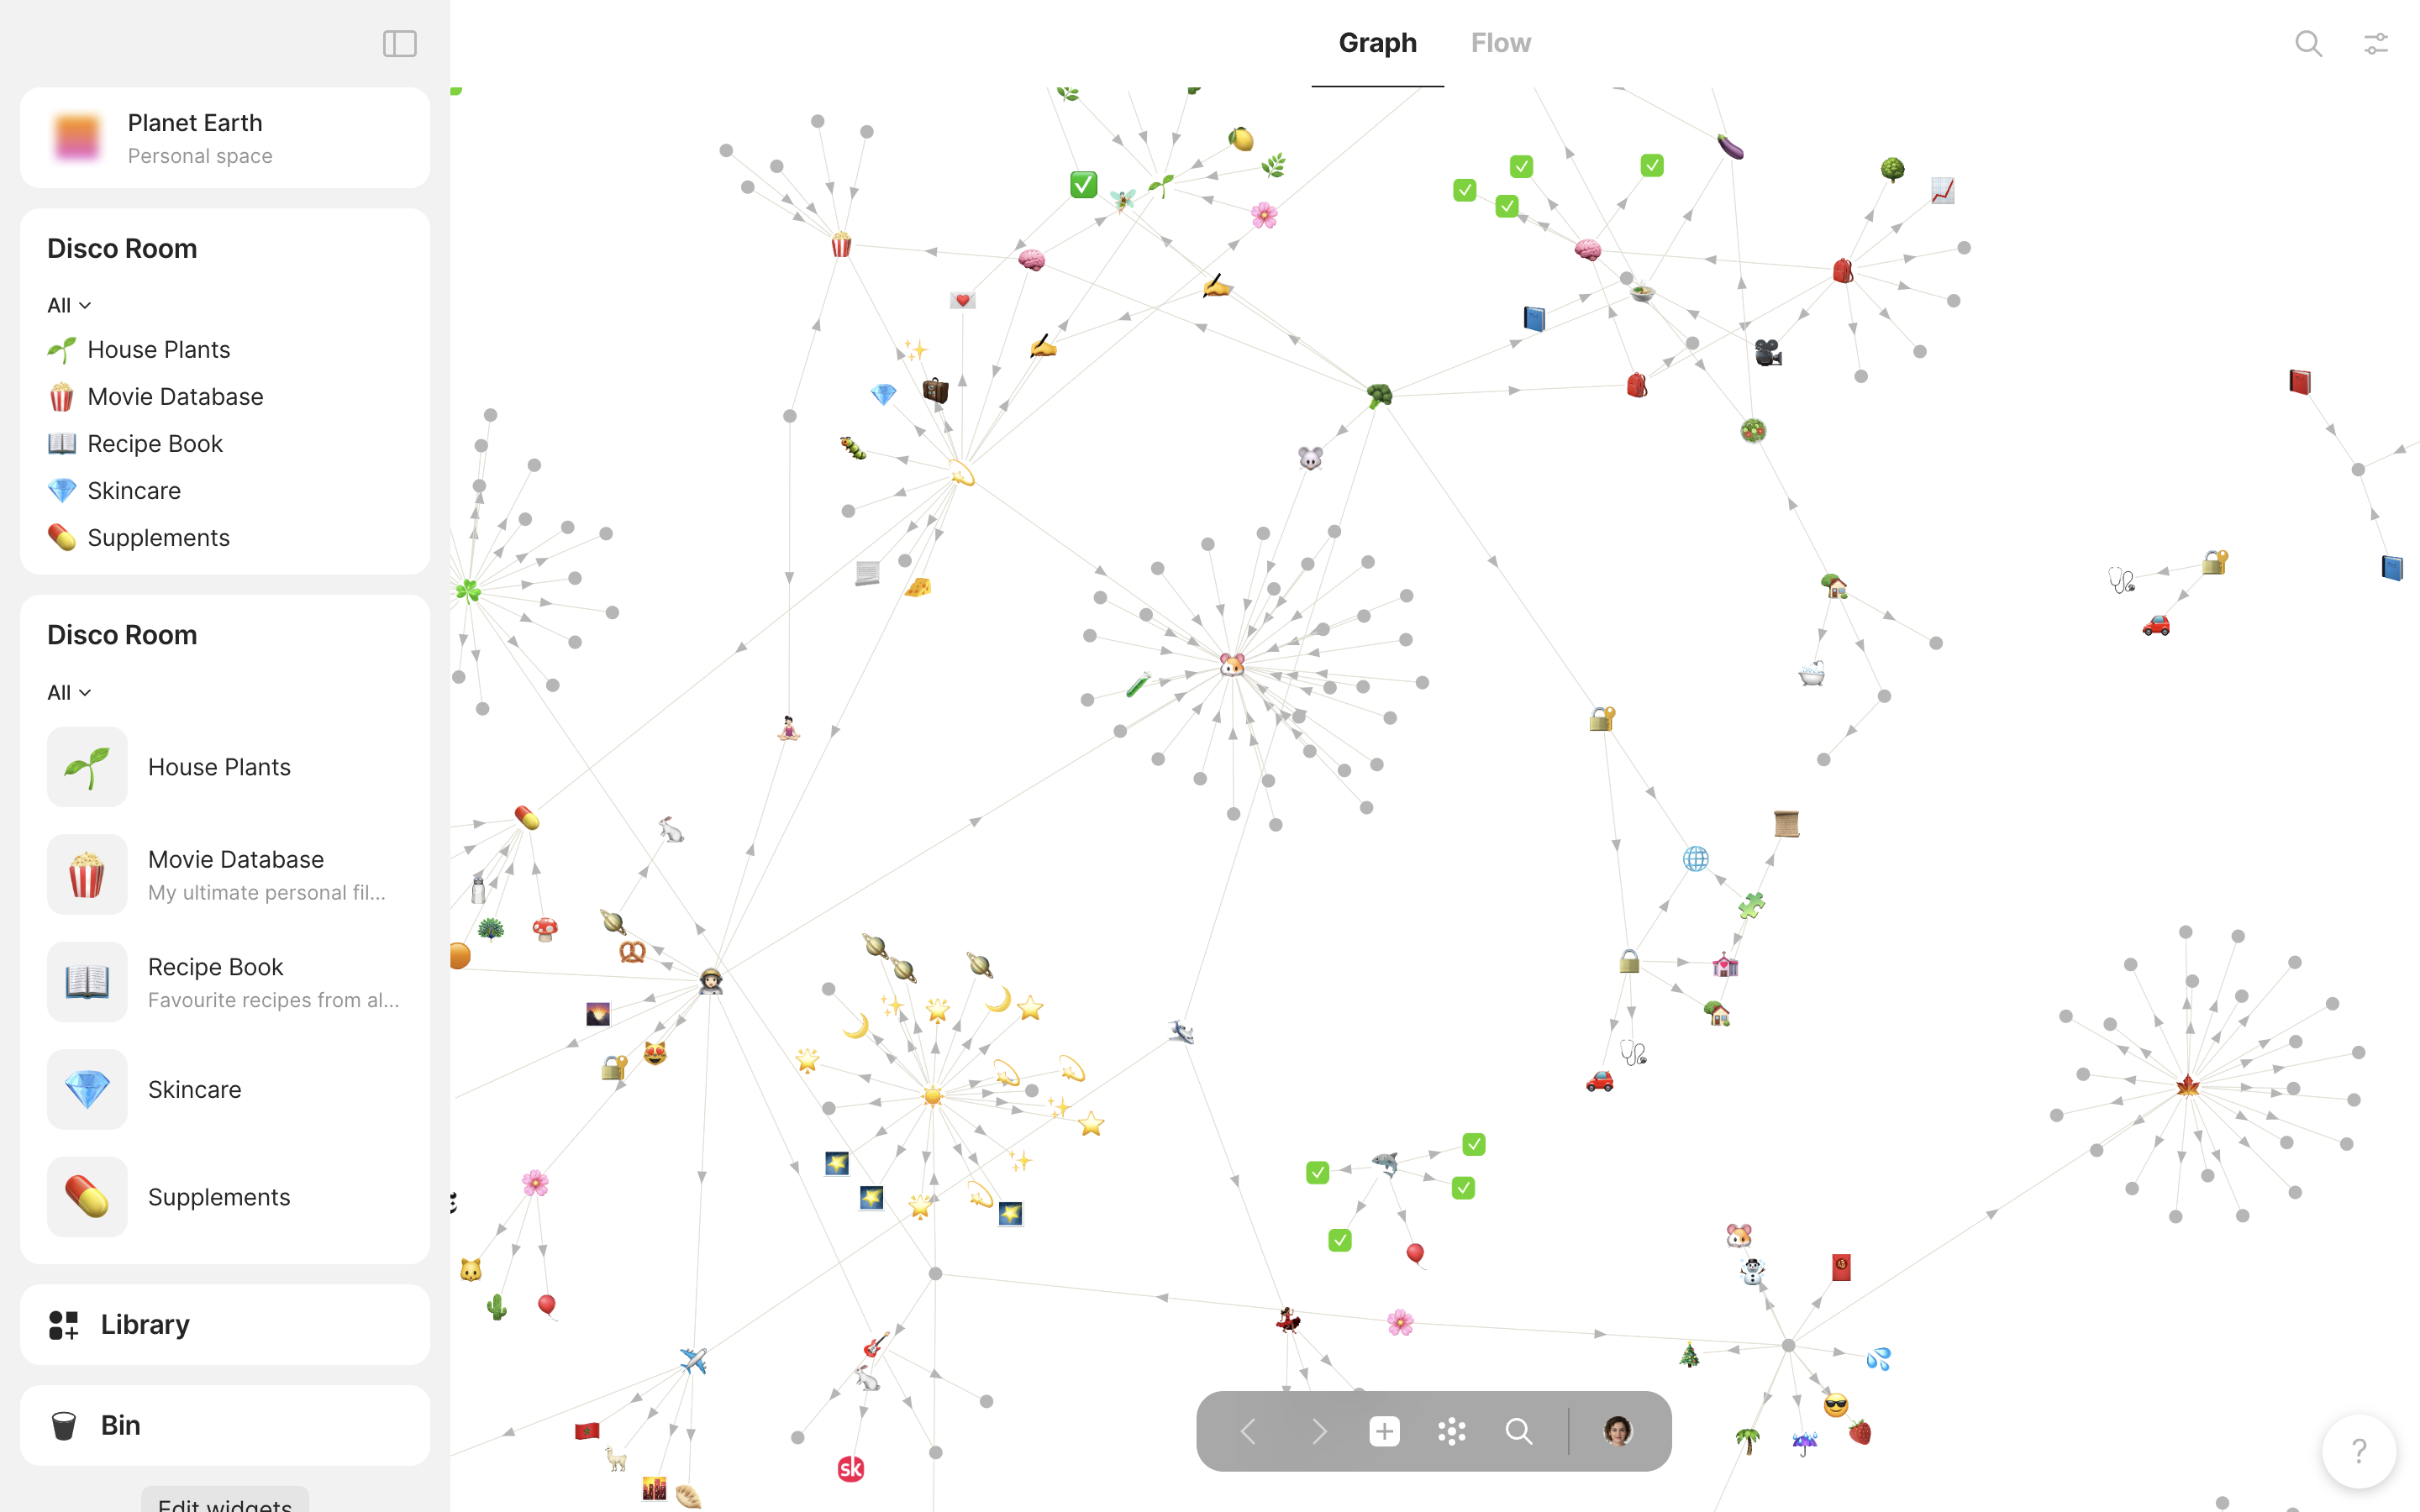 Graph
Flow
Planet Earth
Personal space
Disco Room
All
House Plants
Movie Database
Recipe Book
Skincare
Supplements
Disco Room
All
House Plants
Movie Database
My ultimate personal fil...
Recipe Book
Favourite recipes from al...
Skincare
Supplements
Library
Bin
Edit widgets
sk
?